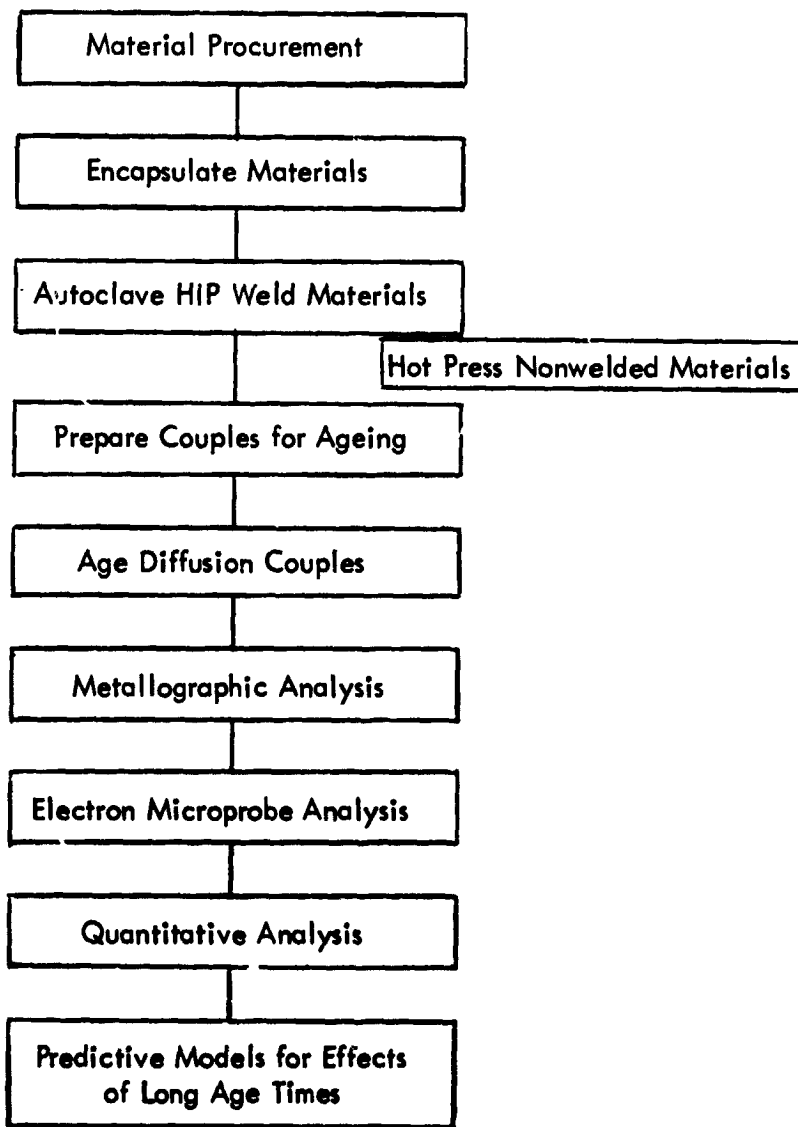 Material Procurement
Encapsulate Materials
Autoclave HIP Weld Materials
Hot Press Nonwelded Materials
Prepare Couples for Ageing
Age Diffusion Couples
Metallographic Analysis
Electron Microprobe Analysis
Quantitative Analysis
Predictive Models for Effects
of Long Age Times